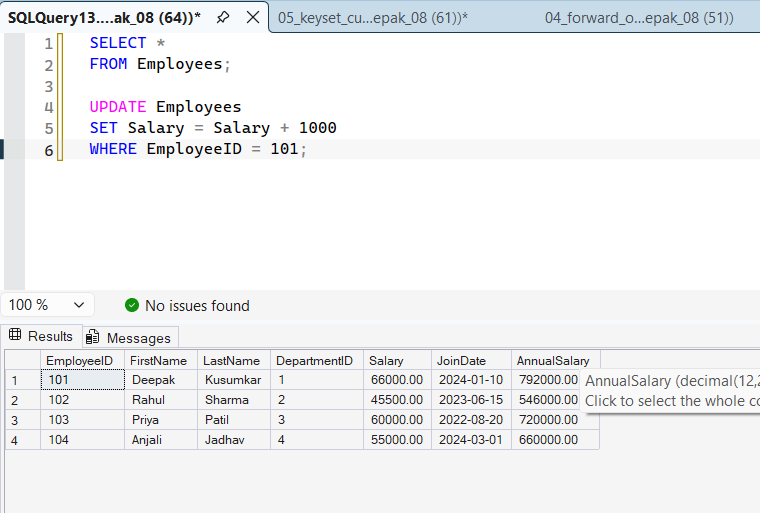 SQLQuery13....ak_08 (64))* 05_keyset_cu...epak_08 (61))* 04_forward_o...epak_08 (51))
1 SELECT *
2 FROM Employees;
3
4 UPDATE Employees
5 SET Salary = Salary + 1000
6 WHERE EmployeeID = 101;
100 % No issues found
Results Messages
EmployeeID FirstName LastName DepartmentID Salary JoinDate AnnualSalary
1 101 Deepak Kusumkar 1 66000.00 2024-01-10 792000.00 AnnualSalary (decimal(12,2
2 102 Rahul Sharma 2 45500.00 2023-06-15 546000.00 Click to select the whole co
3 103 Priya Patil 3 60000.00 2022-08-20 720000.00
4 104 Anjali Jadhav 4 55000.00 2024-03-01 660000.00